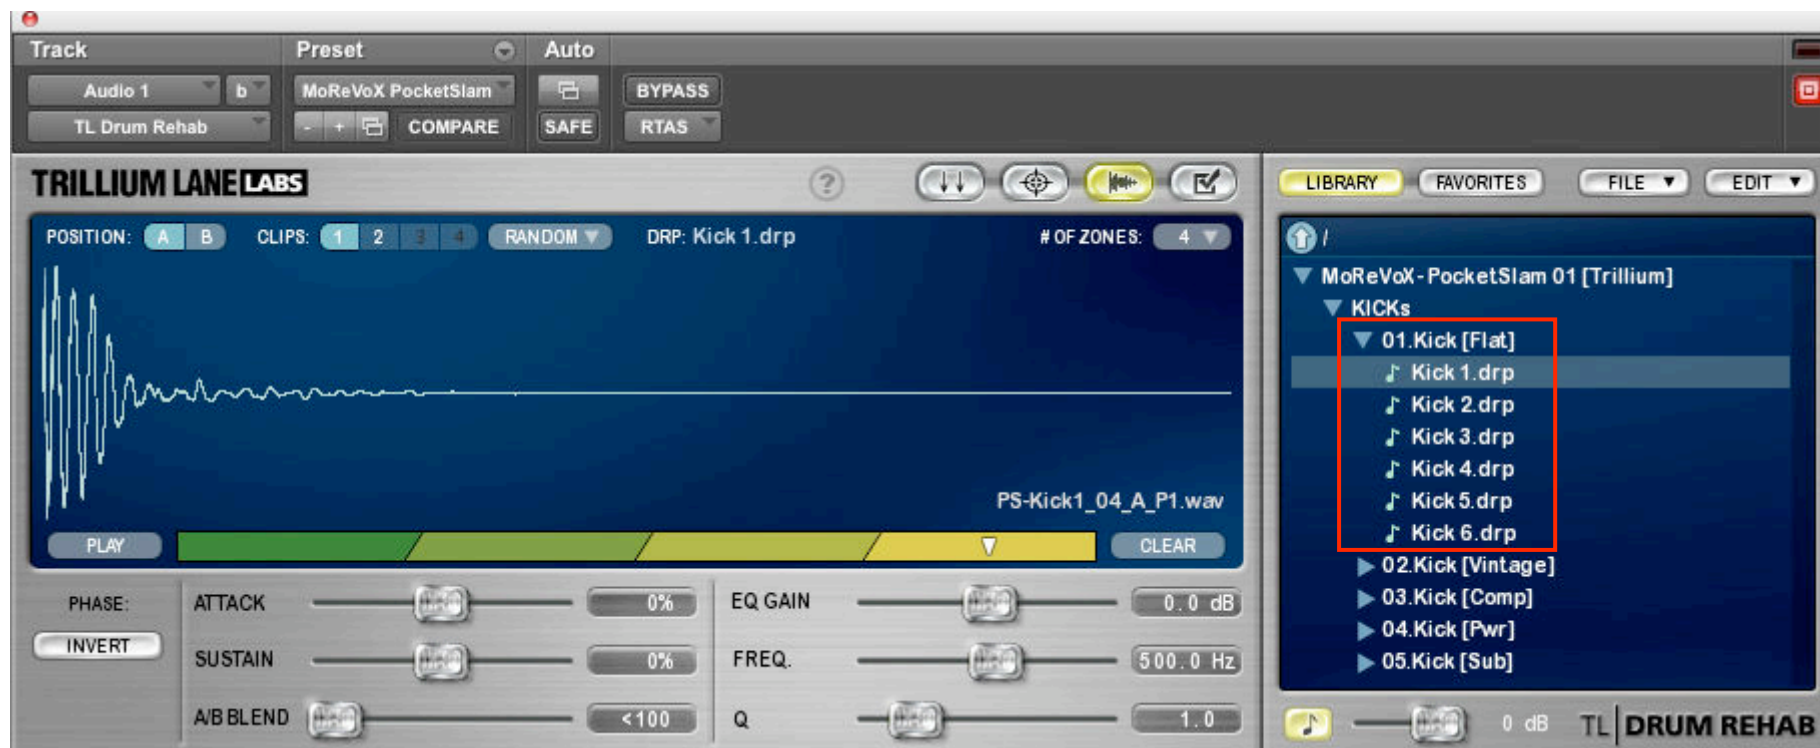 Track Preset Auto
Audio 1 b MoReVoX PocketSlam BYPASS
TL Drum Rehab - + COMPARE SAFE RTAS
TRILLIUM LANE LABS ?
POSITION: A B CLIPS: 1 2 3 4 RANDOM DRP: Kick 1.drp # OF ZONES: 4
PS-Kick1_04_A_P1.wav
PLAY CLEAR
PHASE:
INVERT
ATTACK 0% EQ GAIN 0.0 dB
SUSTAIN 0% FREQ. 500.0 Hz
A/B BLEND <100 Q 1.0
LIBRARY FAVORITES FILE EDIT
/
MoReVoX-PocketSlam 01 [Trillium]
KICKs
01.Kick [Flat]
Kick 1.drp
Kick 2.drp
Kick 3.drp
Kick 4.drp
Kick 5.drp
Kick 6.drp
02.Kick [Vintage]
03.Kick [Comp]
04.Kick [Pwr]
05.Kick [Sub]
0 dB TL DRUM REHAB